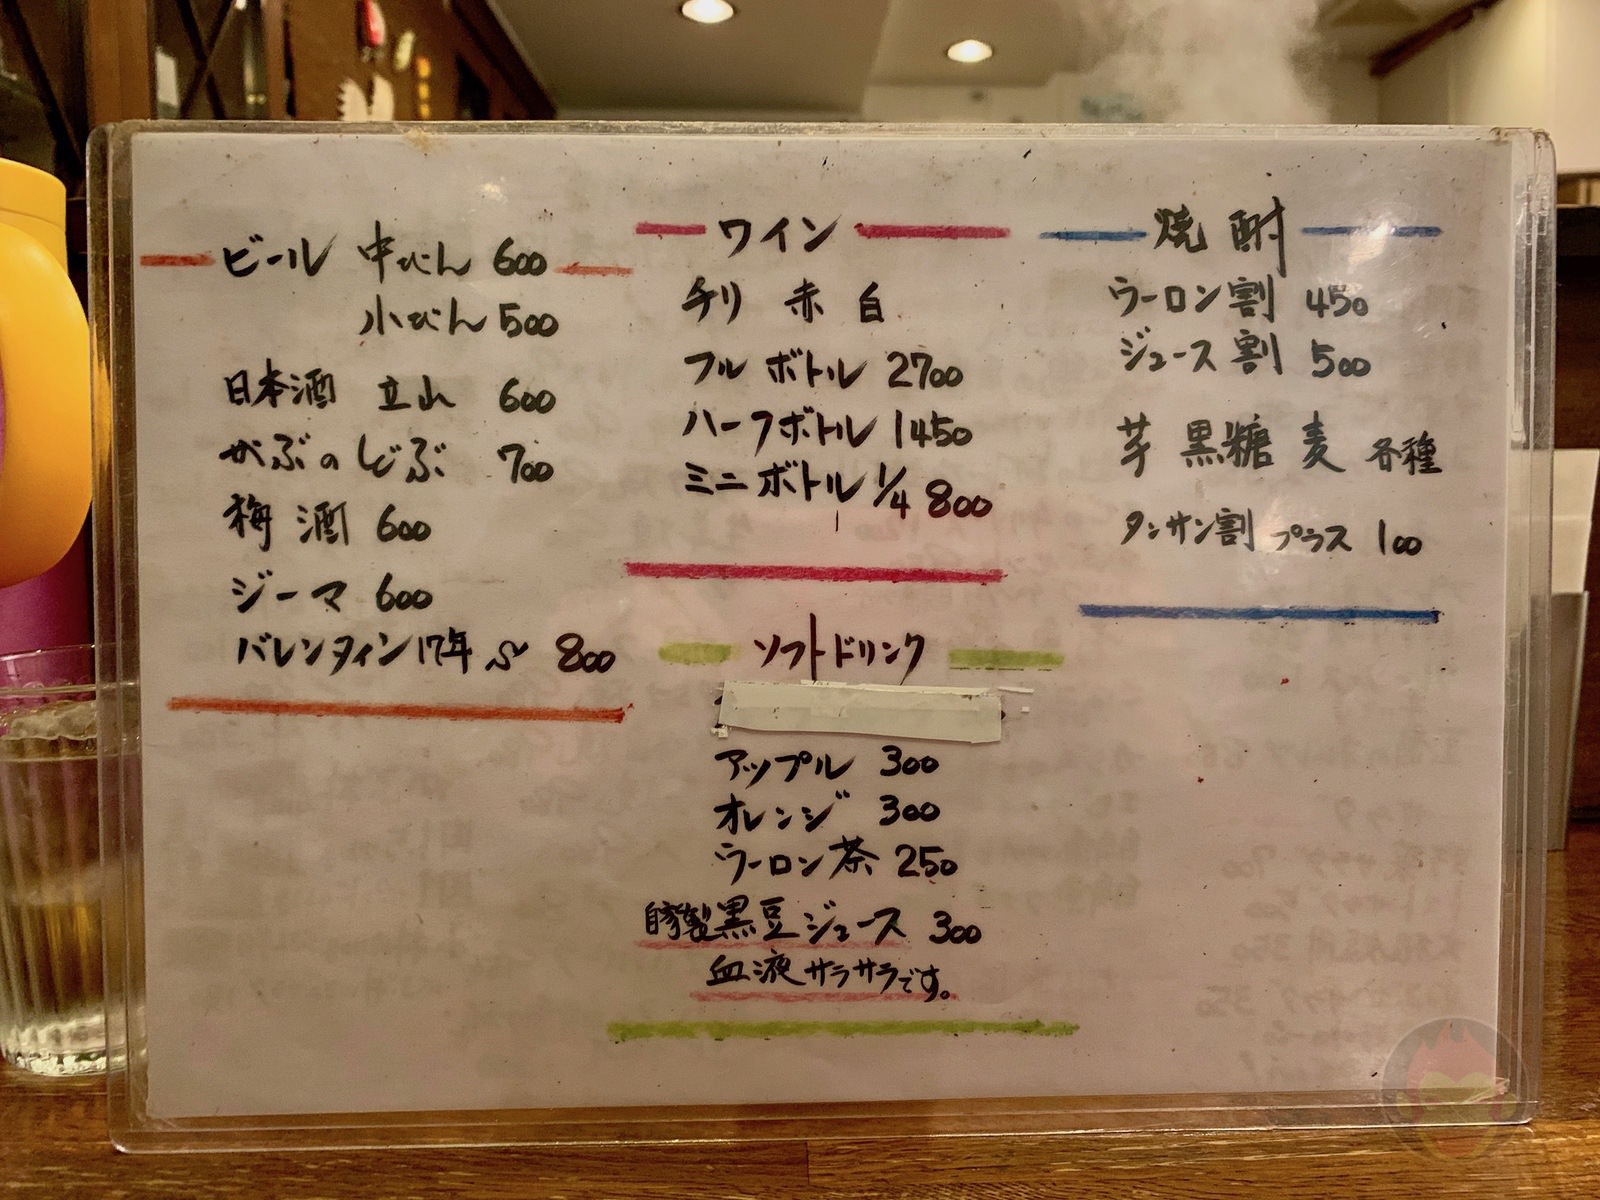 ビール 中びん 600
小びん 500
日本酒 立山 600
がぶのどぶ 700
梅酒 600
ジーマ 600
バレンタイン17年 〜 800
ワイン
チリ 赤 白
フルボトル 2700
ハーフボトル 1450
ミニボトル 1/4 800
ソフトドリンク
アップル 300
オレンジ 300
ウーロン茶 250
自家製黒豆ジュース 300
血液サラサラです。
焼酎
ウーロン割 450
ジュース割 500
芋 黒糖 麦 各種
タンサン割 プラス 100